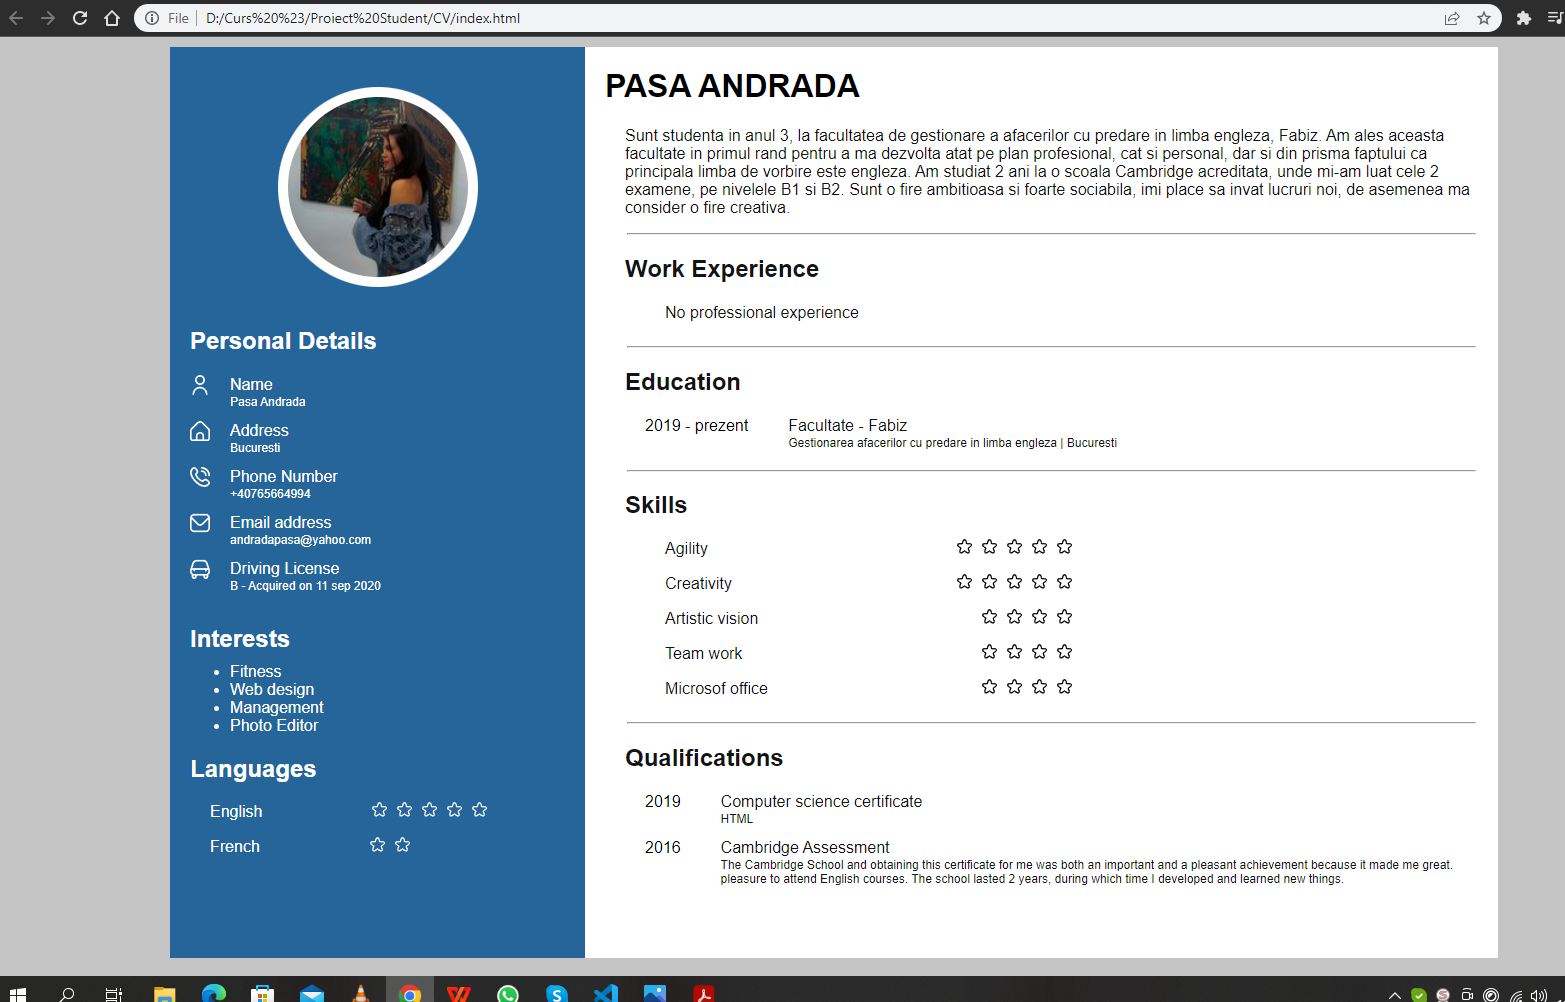 File
D:/Curs%20%23/Proiect%20Student/CV/index.html
PASA ANDRADA
Sunt studenta in anul 3, la facultatea de gestionare a afacerilor cu predare in limba engleza, Fabiz. Am ales aceasta
facultate in primul rand pentru a ma dezvolta atat pe plan profesional, cat si personal, dar si din prisma faptului ca
principala limba de vorbire este engleza. Am studiat 2 ani la o scoala Cambridge acreditata, unde mi-am luat cele 2
examene, pe nivelele B1 si B2. Sunt o fire ambitioasa si foarte sociabila, imi place sa invat lucruri noi, de asemenea ma
consider o fire creativa.
Personal Details
Name
Pasa Andrada
Address
Bucuresti
Phone Number
+40765664994
Email address
andradapasa@yahoo.com
Driving License
B - Acquired on 11 sep 2020
Interests
Fitness
Web design
Management
Photo Editor
Languages
English
French
Work Experience
No professional experience
Education
2019 - prezent Facultate - Fabiz
Gestionarea afacerilor cu predare in limba engleza | Bucuresti
Skills
Agility
Creativity
Artistic vision
Team work
Microsof office
Qualifications
2019 Computer science certificate
HTML
2016 Cambridge Assessment
The Cambridge School and obtaining this certificate for me was both an important and a pleasant achievement because it made me great.
pleasure to attend English courses. The school lasted 2 years, during which time I developed and learned new things.